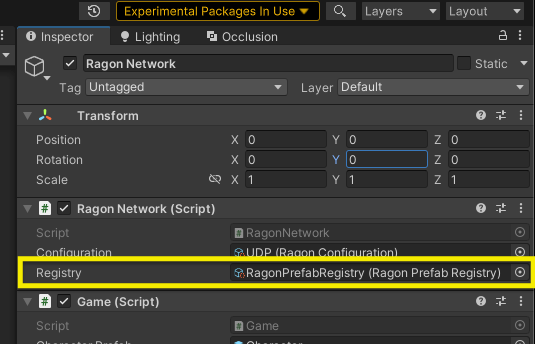 Experimental Packages In Use
Layers
Layout
Inspector
Lighting
Occlusion
Ragon Network
Static
Tag
Untagged
Layer
Default
Transform
Position X 0 Y 0 Z 0
Rotation X 0 Y 0 Z 0
Scale X 1 Y 1 Z 1
# Ragon Network (Script)
Script # RagonNetwork
Configuration UDP (Ragon Configuration)
Registry RagonPrefabRegistry (Ragon Prefab Registry)
# Game (Script)
Script # Game